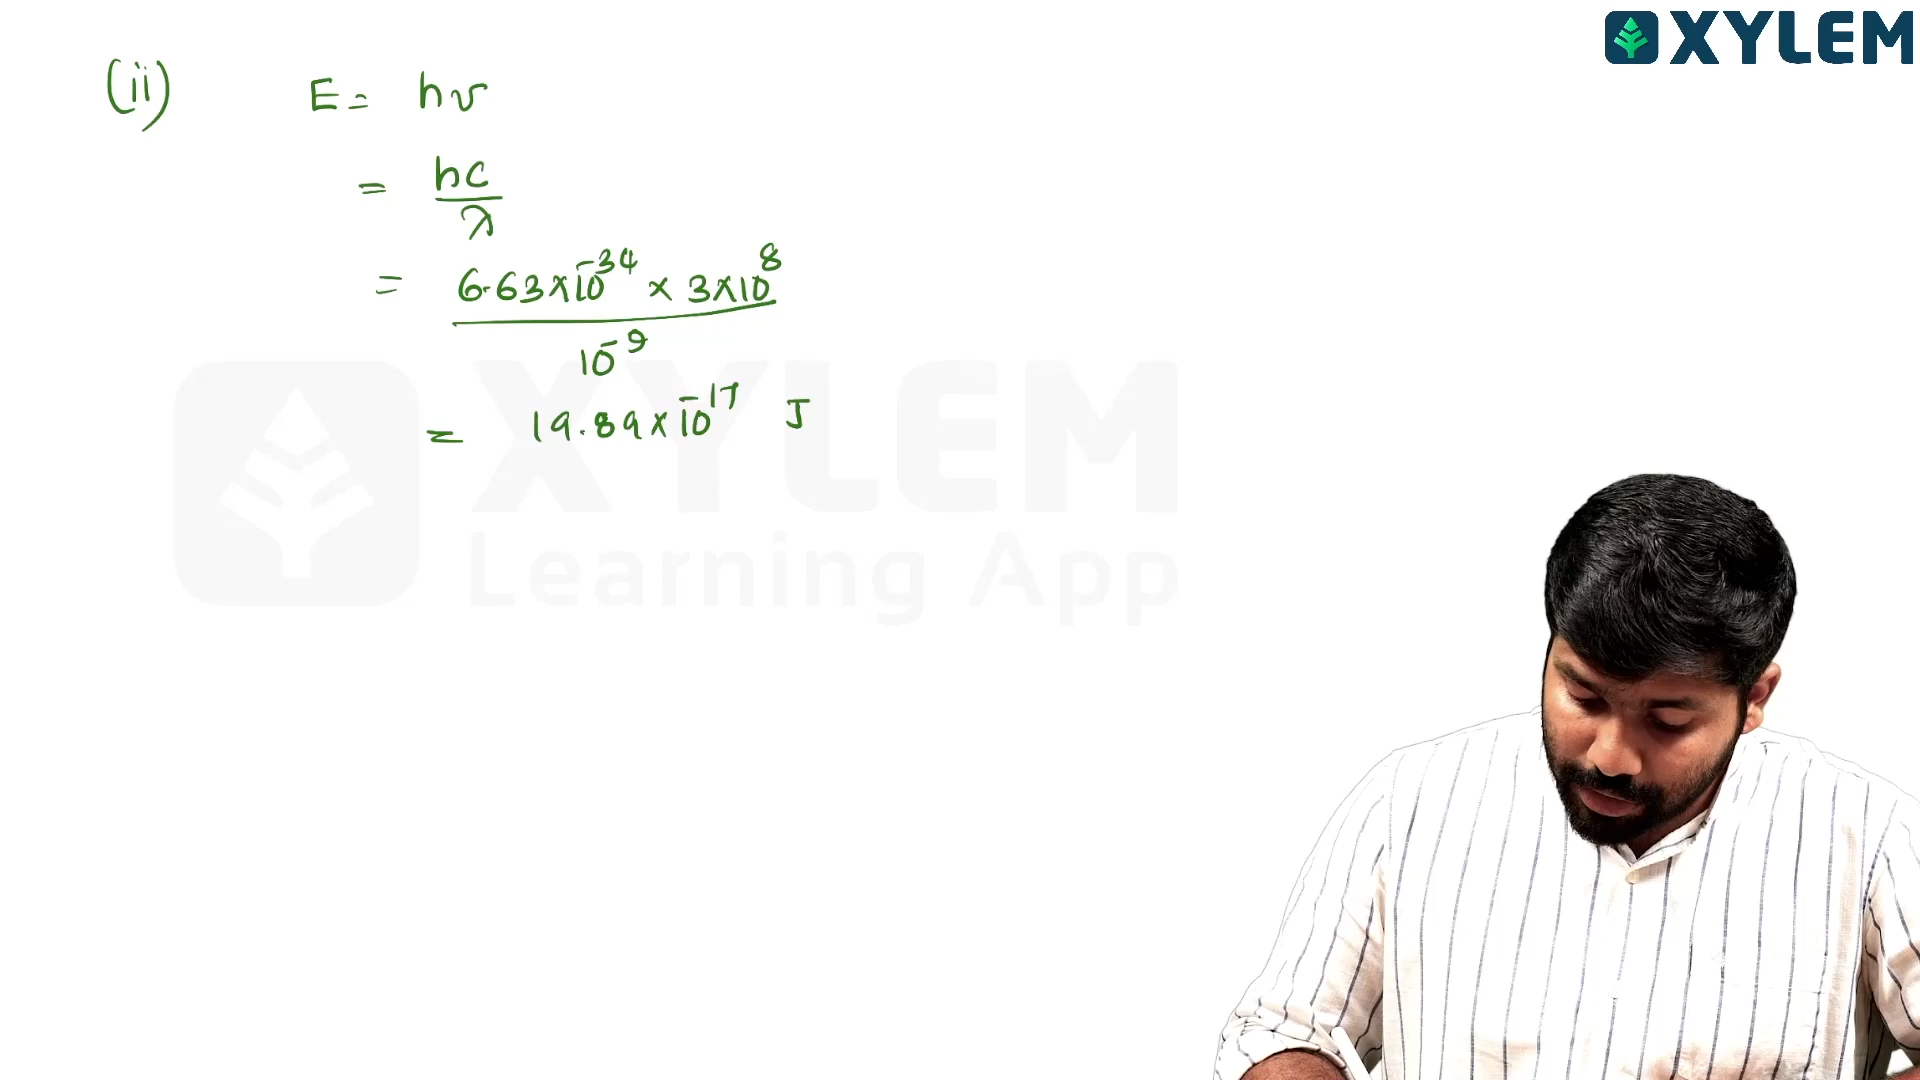 XYLEM
(ii) E = hν
= hc/λ
= 6.63×10⁻³⁴ × 3×10⁸
10⁻⁹
= 19.89×10⁻¹⁷ J
XYLEM
Learning App